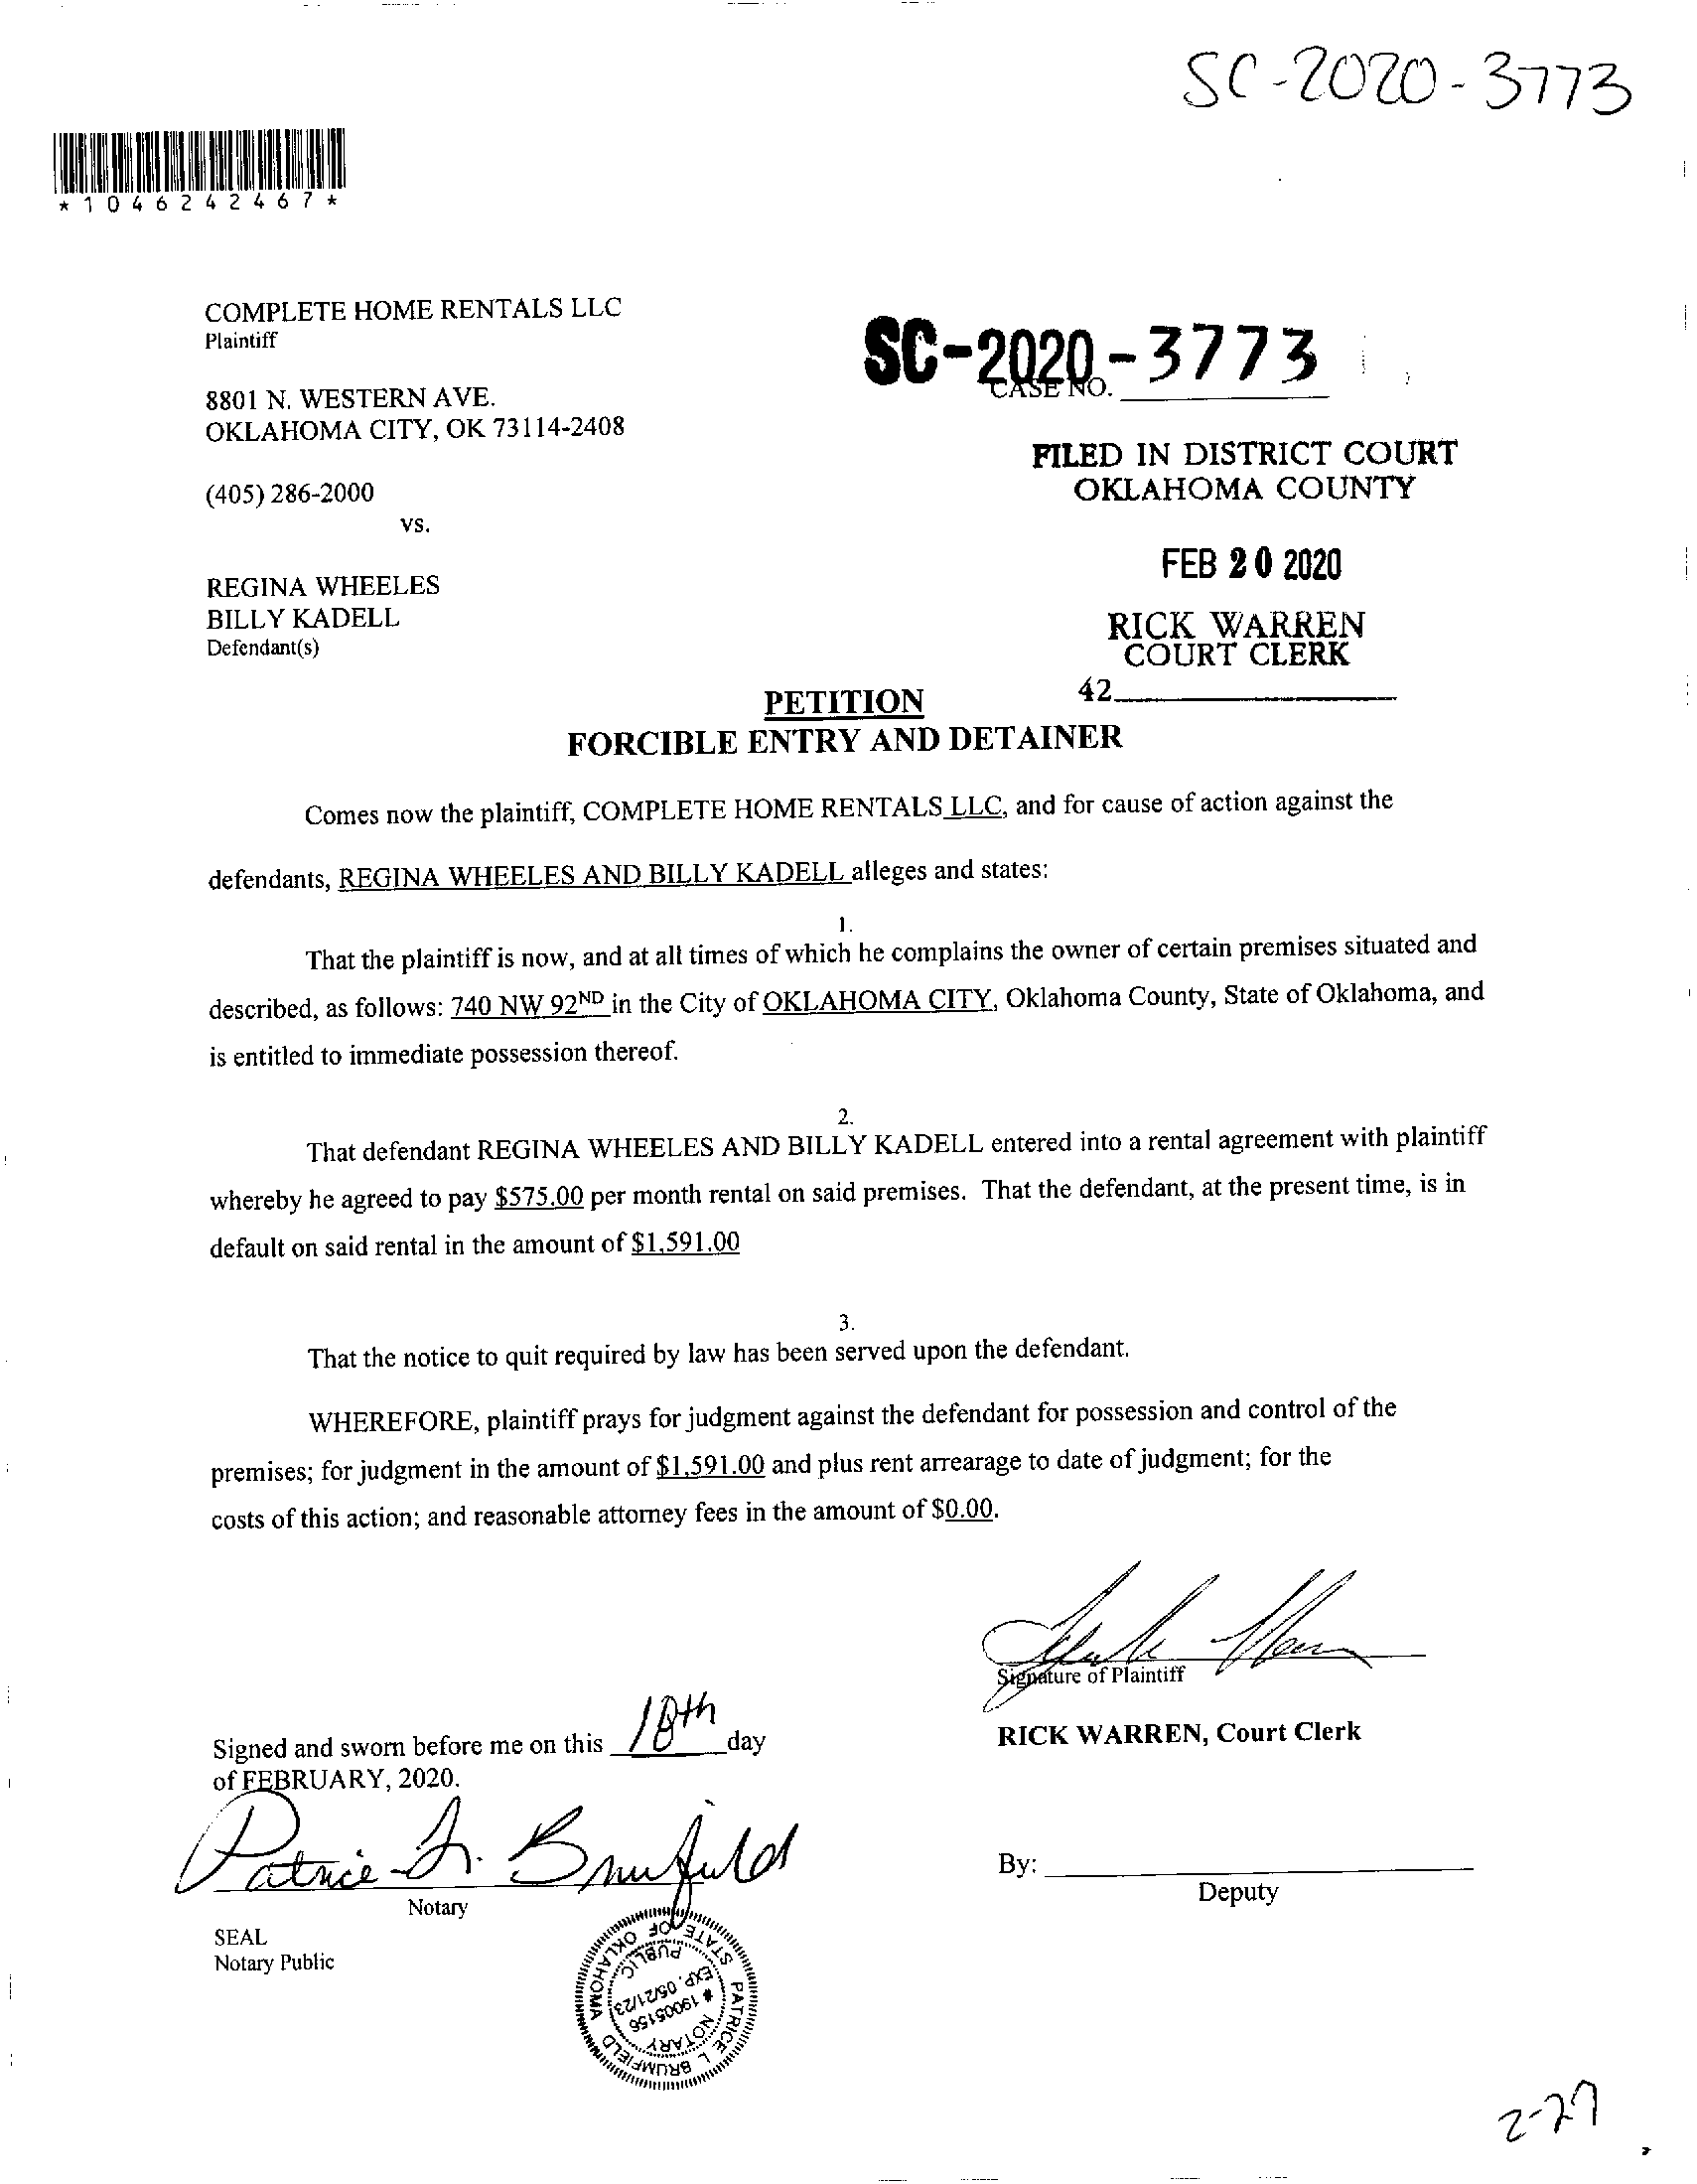 SC-2020-3773
*1046242467*
COMPLETE HOME RENTALS LLC
Plaintiff
SC-2020-3773
CASE NO.
8801 N. WESTERN AVE.
OKLAHOMA CITY, OK 73114-2408
FILED IN DISTRICT COURT
OKLAHOMA COUNTY
(405) 286-2000
vs.
FEB 20 2020
REGINA WHEELES
BILLY KADELL
Defendant(s)
RICK WARREN
COURT CLERK
42
PETITION
FORCIBLE ENTRY AND DETAINER
Comes now the plaintiff, COMPLETE HOME RENTALS LLC, and for cause of action against the
defendants, REGINA WHEELES AND BILLY KADELL alleges and states:
1.
That the plaintiff is now, and at all times of which he complains the owner of certain premises situated and
described, as follows: 740 NW 92ND in the City of OKLAHOMA CITY, Oklahoma County, State of Oklahoma, and
is entitled to immediate possession thereof.
2.
That defendant REGINA WHEELES AND BILLY KADELL entered into a rental agreement with plaintiff
whereby he agreed to pay $575.00 per month rental on said premises. That the defendant, at the present time, is in
default on said rental in the amount of $1,591.00
3.
That the notice to quit required by law has been served upon the defendant.
WHEREFORE, plaintiff prays for judgment against the defendant for possession and control of the
premises; for judgment in the amount of $1,591.00 and plus rent arrearage to date of judgment; for the
costs of this action; and reasonable attorney fees in the amount of $0.00.
Signature of Plaintiff
Signed and sworn before me on this 18th day
of FEBRUARY, 2020.
RICK WARREN, Court Clerk
Patrice L. Brumfield
Notary
By:
Deputy
SEAL
Notary Public
PATRICE L. BRUMFIELD
STATE OF OKLAHOMA
NOTARY
# 19005156
EXP. 05/21/23
PUBLIC
2-27